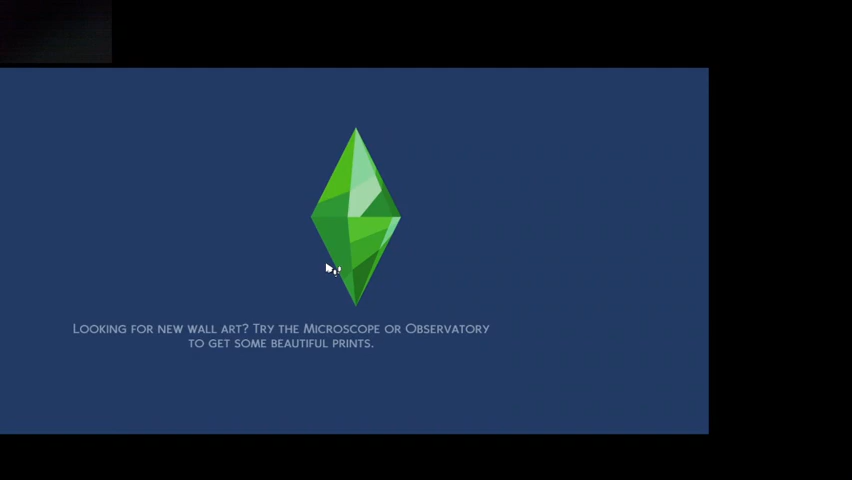 Looking for new wall art? Try the Microscope or Observatory
to get some beautiful prints.